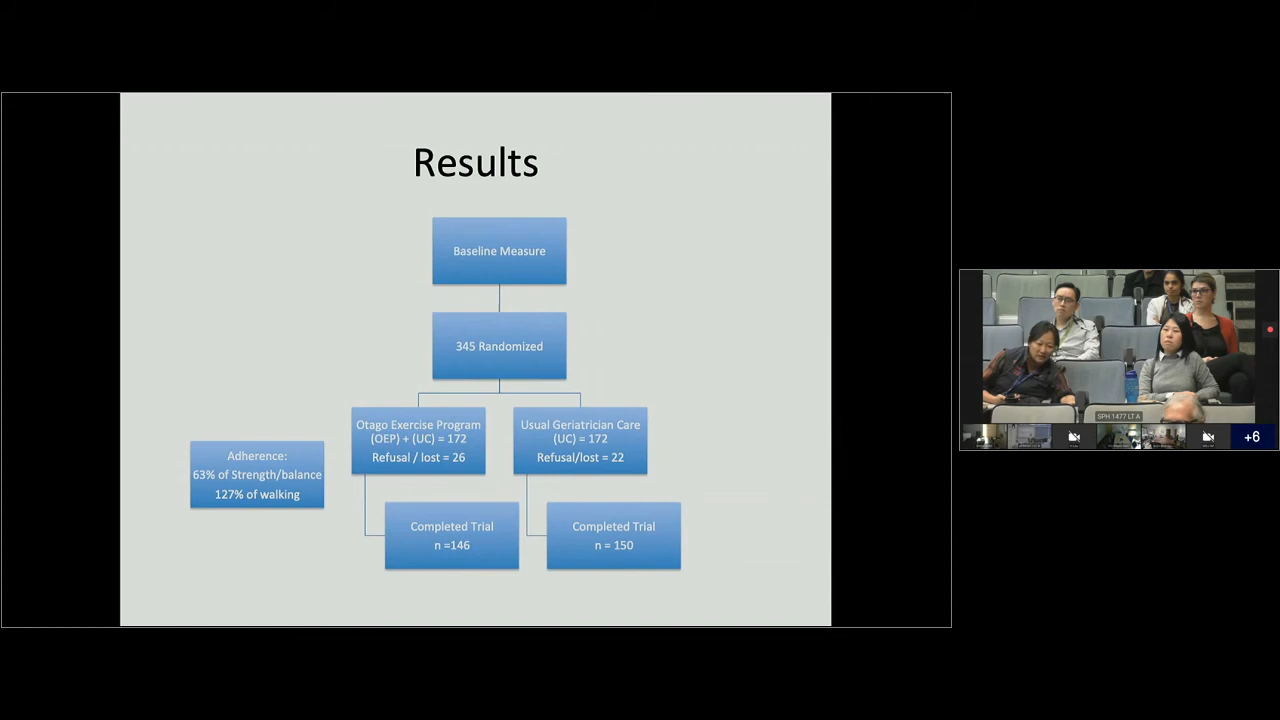 Results
Baseline Measure
345 Randomized
Otago Exercise Program
(OEP) + (UC) = 172
Refusal / lost = 26
Usual Geriatrician Care
(UC) = 172
Refusal/lost = 22
Adherence:
63% of Strength/balance
127% of walking
Completed Trial
n =146
Completed Trial
n = 150
SPH 1477 LT A
+6